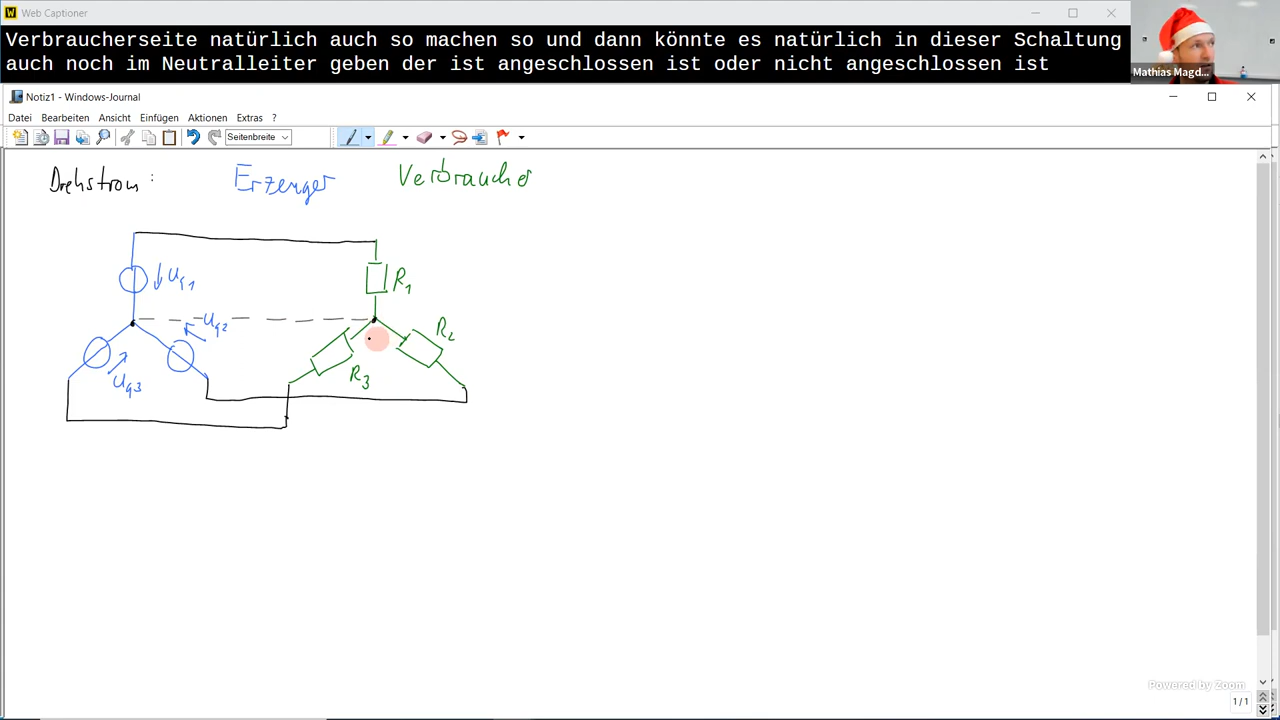 Web Captioner
Verbraucherseite natürlich auch so machen so und dann könnte es natürlich in dieser Schaltung
auch noch im Neutralleiter geben der ist angeschlossen ist oder nicht angeschlossen ist
Mathias Magd...
Notiz1 - Windows-Journal
Datei Bearbeiten Ansicht Einfügen Aktionen Extras ?
Seitenbreite
Drehstrom : Erzeuger Verbraucher
Uq1 R1
Uq2 R2
Uq3 R3
Powered by Zoom
1/1